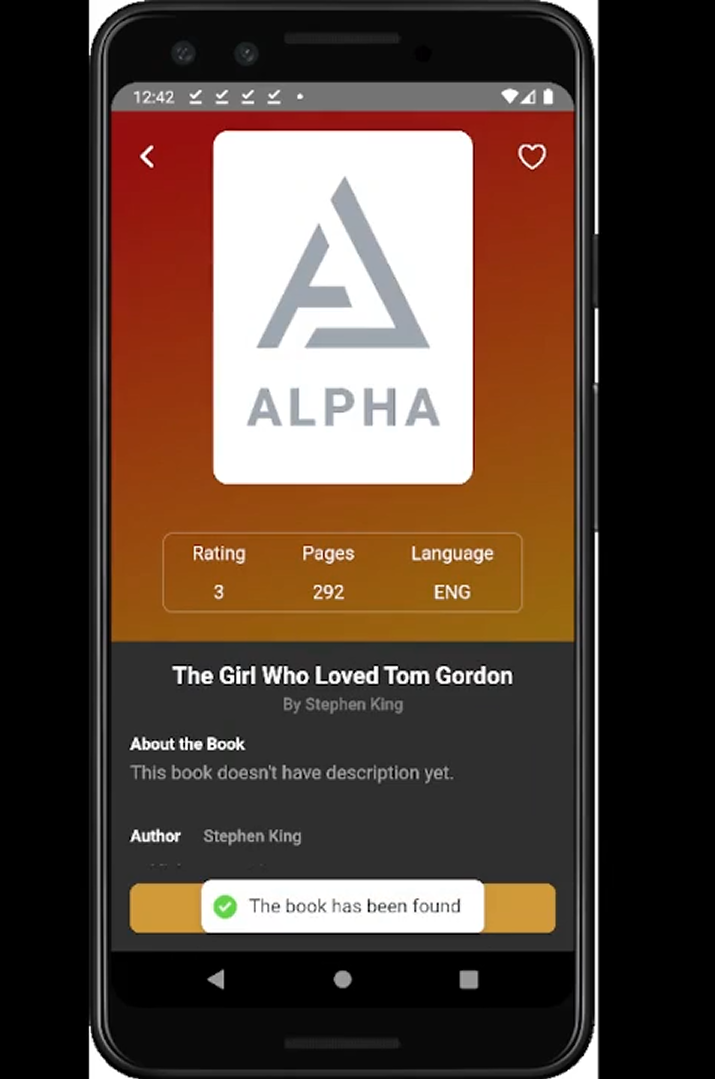 12:42
ALPHA
Rating Pages Language
3 292 ENG
The Girl Who Loved Tom Gordon
By Stephen King
About the Book
This book doesn't have description yet.
Author Stephen King
The book has been found